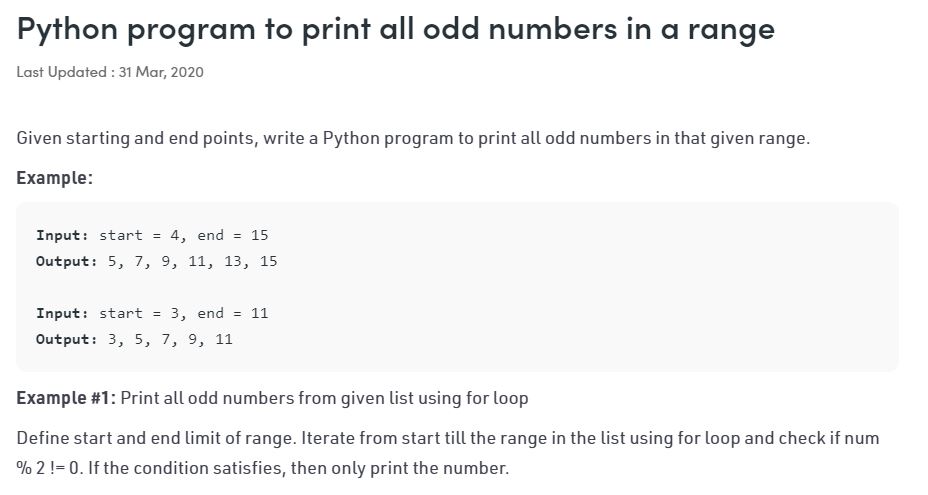 Python program to print all odd numbers in a range
Last Updated : 31 Mar, 2020
Given starting and end points, write a Python program to print all odd numbers in that given range.
Example:
Input: start = 4, end = 15
Output: 5, 7, 9, 11, 13, 15
Input: start = 3, end = 11
Output: 3, 5, 7, 9, 11
Example #1: Print all odd numbers from given list using for loop
Define start and end limit of range. Iterate from start till the range in the list using for loop and check if num
% 2 != 0. If the condition satisfies, then only print the number.